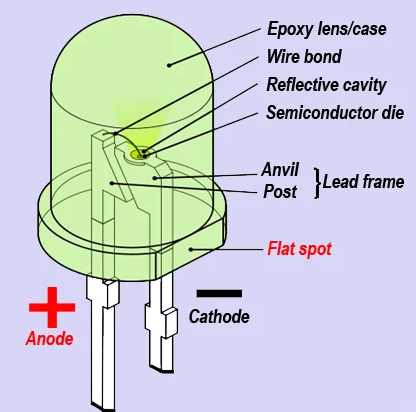 Epoxy lens/case
Wire bond
Reflective cavity
Semiconductor die
Anvil
Post
Lead frame
Flat spot
+
Anode
−
Cathode